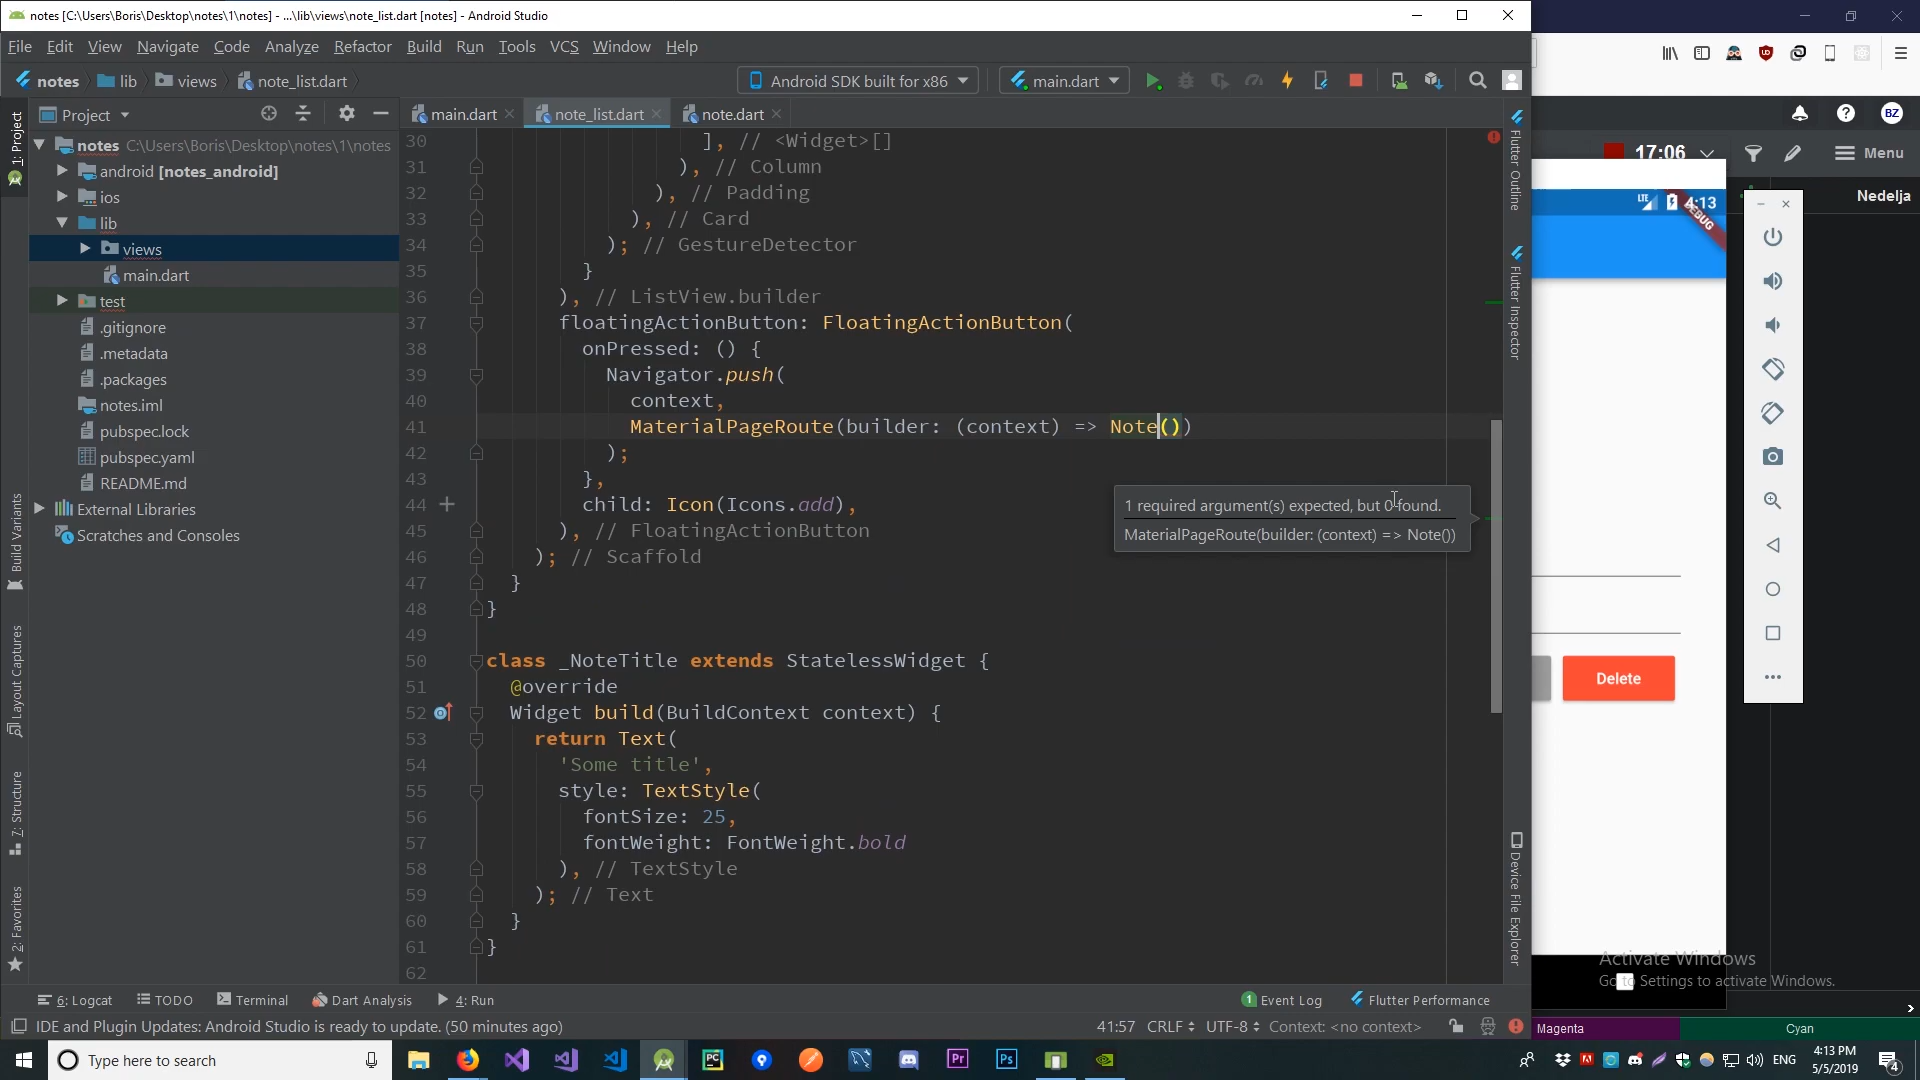 notes [C:\Users\Boris\Desktop\notes\1\notes] - ...\lib\views\note_list.dart [notes] - Android Studio
File Edit View Navigate Code Analyze Refactor Build Run Tools VCS Window Help
notes lib views note_list.dart
Android SDK built for x86
main.dart
Project
main.dart note_list.dart note.dart
notes C:\Users\Boris\Desktop\notes\1\notes
android [notes_android]
ios
lib
views
main.dart
test
.gitignore
.metadata
.packages
notes.iml
pubspec.lock
pubspec.yaml
README.md
External Libraries
Scratches and Consoles
1: Project
Build Variants
Layout Captures
7: Structure
2: Favorites
30 ], // <Widget>[]
31 ), // Column
32 ), // Padding
33 ), // Card
34 ); // GestureDetector
35 }
36 ), // ListView.builder
37 floatingActionButton: FloatingActionButton(
38 onPressed: () {
39 Navigator.push(
40 context,
41 MaterialPageRoute(builder: (context) => Note())
42 );
43 },
44 child: Icon(Icons.add),
45 ), // FloatingActionButton
46 ); // Scaffold
47 }
48 }
49
50 class _NoteTitle extends StatelessWidget {
51 @override
52 Widget build(BuildContext context) {
53 return Text(
54 'Some title',
55 style: TextStyle(
56 fontSize: 25,
57 fontWeight: FontWeight.bold
58 ), // TextStyle
59 ); // Text
60 }
61 }
62
1 required argument(s) expected, but 0 found.
MaterialPageRoute(builder: (context) => Note())
Flutter Outline
Flutter Inspector
Device File Explorer
BZ
17:06
Menu
Nedelja
LTE 4:13
DEBUG
Delete
Activate Windows
Go to Settings to activate Windows.
Magenta Cyan
6: Logcat TODO Terminal Dart Analysis 4: Run
1 Event Log Flutter Performance
IDE and Plugin Updates: Android Studio is ready to update. (50 minutes ago)
41:57 CRLF UTF-8 Context: <no context>
Type here to search
PC
Pr
Ps
ENG
4:13 PM
5/5/2019
4